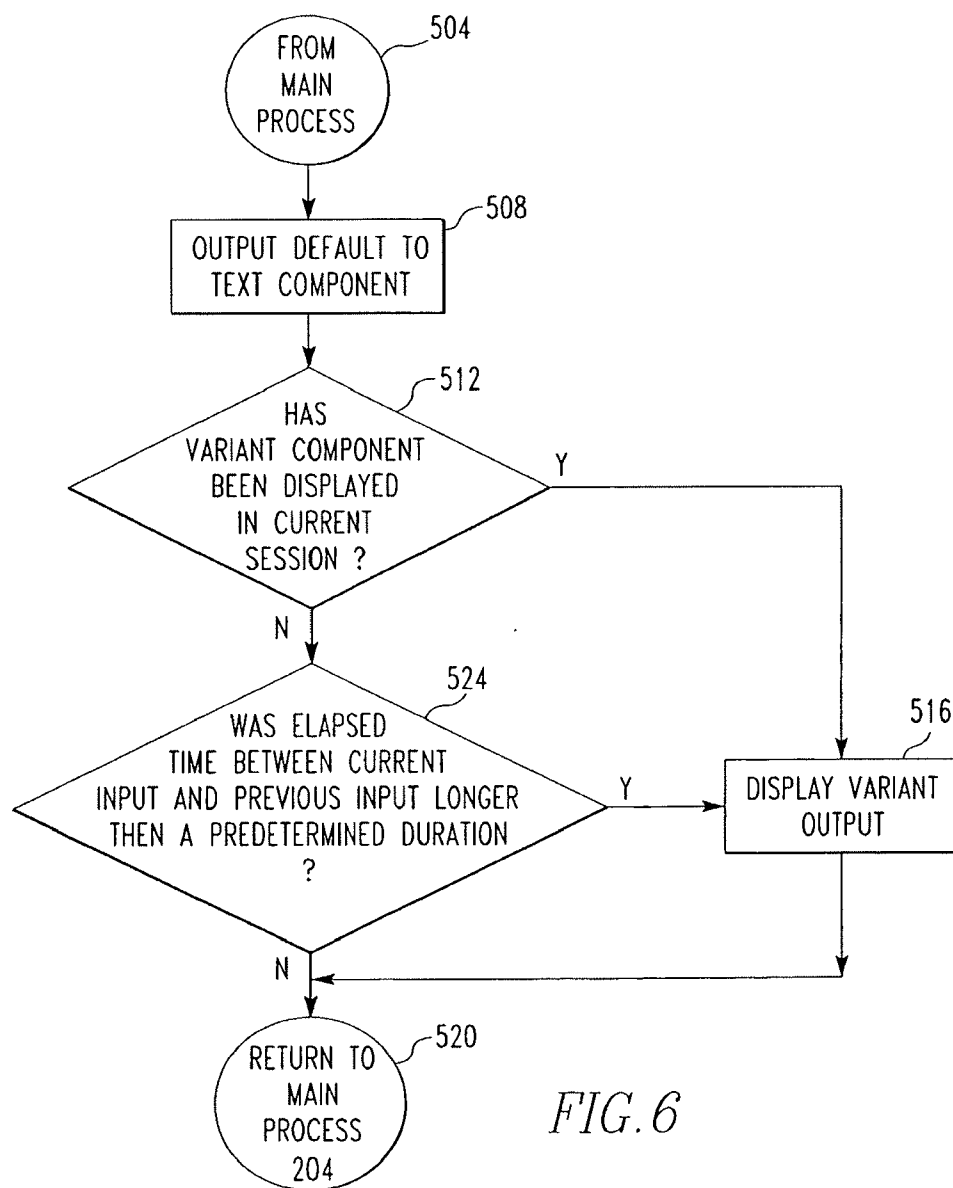 FROM
MAIN
PROCESS
504
OUTPUT DEFAULT TO
TEXT COMPONENT
508
HAS
VARIANT COMPONENT
BEEN DISPLAYED
IN CURRENT
SESSION ?
512
Y
N
WAS ELAPSED
TIME BETWEEN CURRENT
INPUT AND PREVIOUS INPUT LONGER
THEN A PREDETERMINED DURATION
?
524
Y
DISPLAY VARIANT
OUTPUT
516
N
RETURN TO
MAIN
PROCESS
204
520
FIG.6